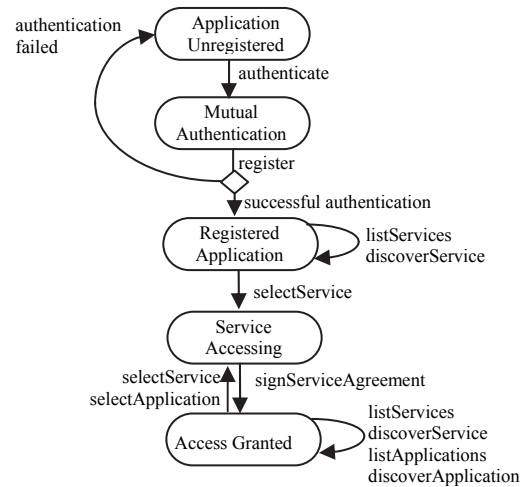 authentication
failed
Application
Unregistered
authenticate
Mutual
Authentication
register
successful authentication
Registered
Application
listServices
discoverService
selectService
Service
Accessing
selectService
selectApplication
signServiceAgreement
Access Granted
listServices
discoverService
listApplications
discoverApplication